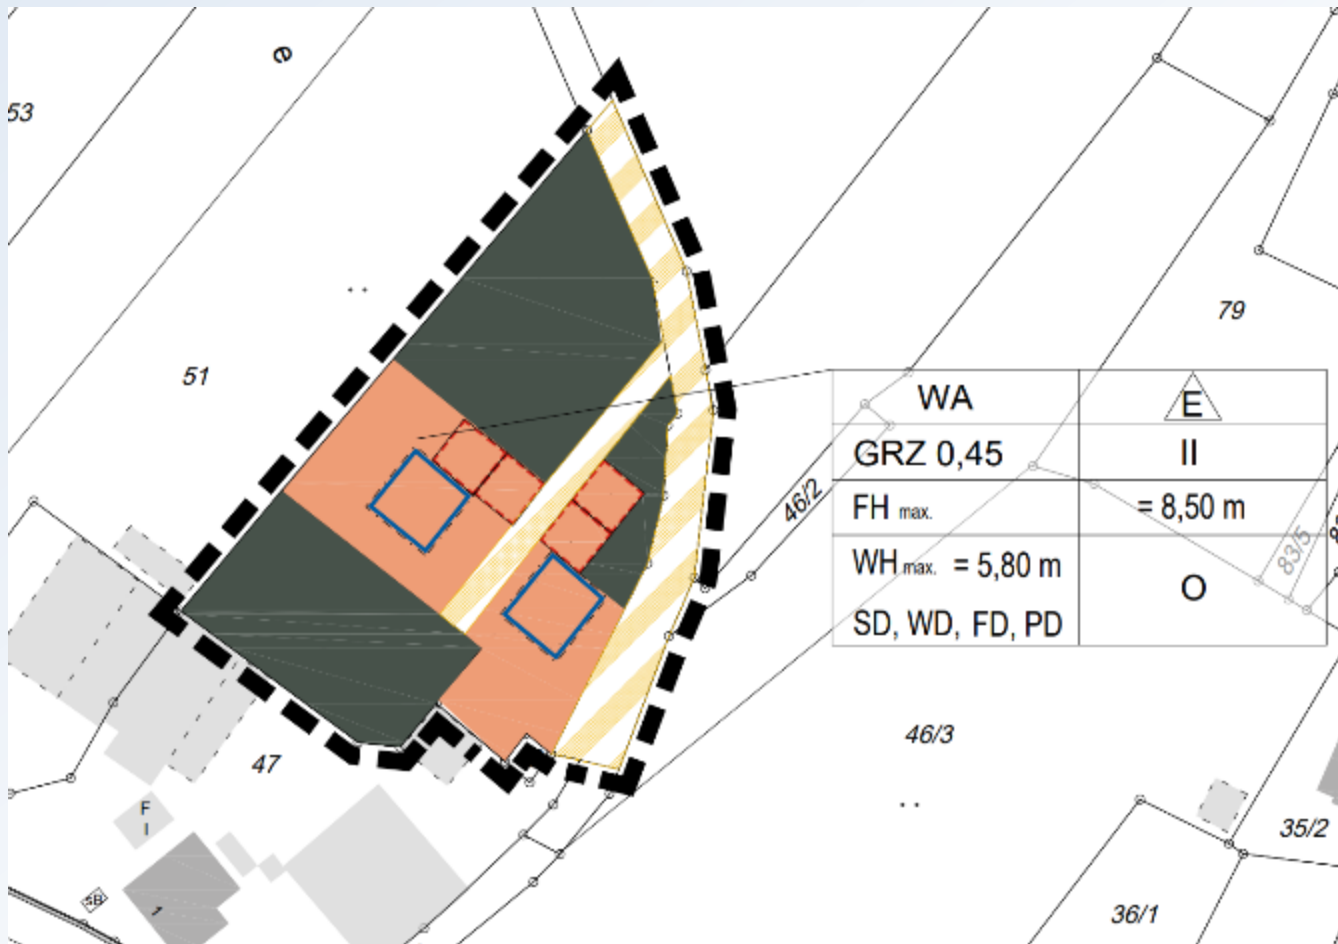 e
53
79
51
WA E
GRZ 0,45 II
46/2
FH max. = 8,50 m
83/5
WH max. = 5,80 m O
SD, WD, FD, PD
46/3
47
F
I
35/2
SB
1
36/1